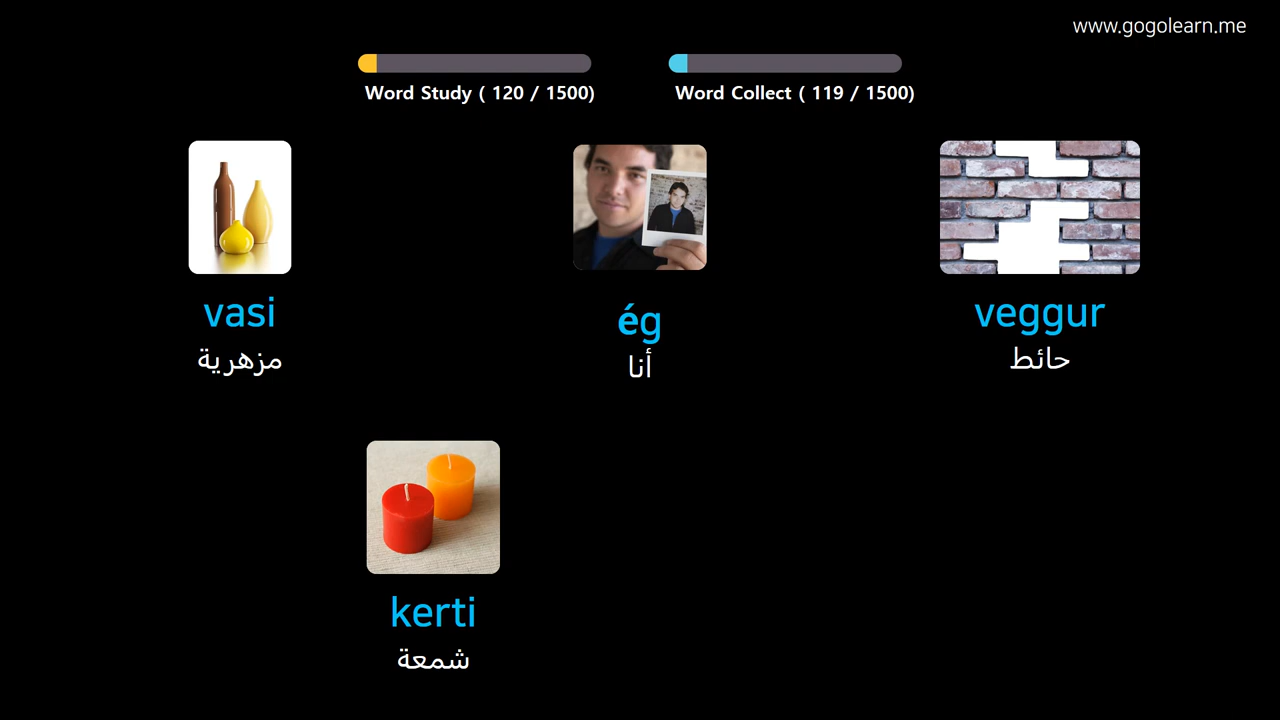 www.gogolearn.me
Word Study ( 120 / 1500)
Word Collect ( 119 / 1500)
vasi
مزهرية
ég
أنا
veggur
حائط
kerti
شمعة